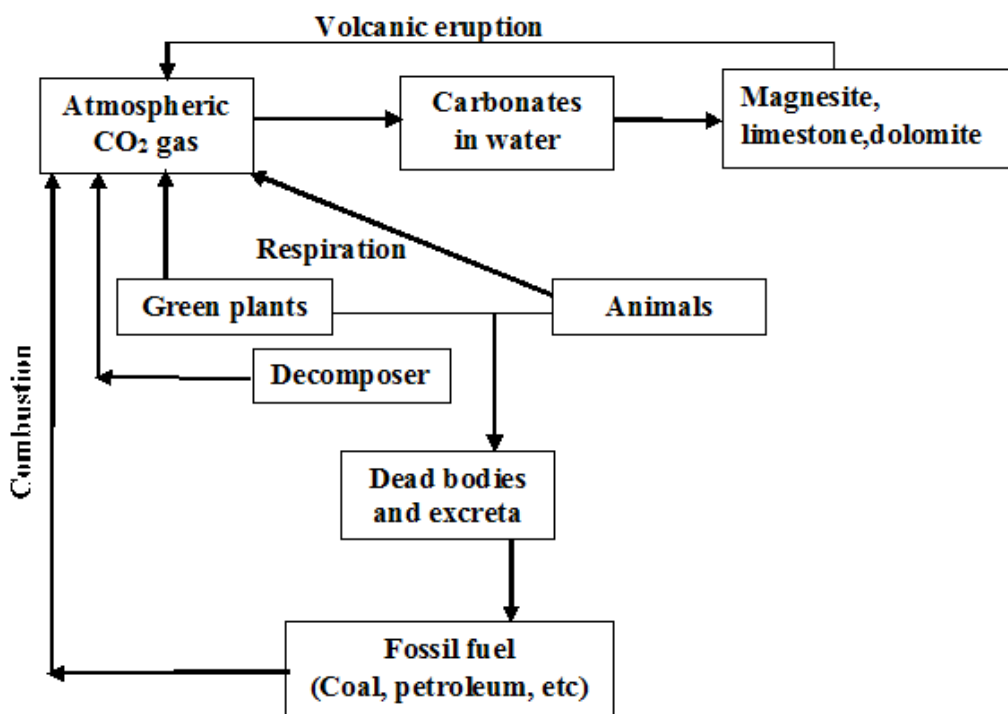 Volcanic eruption
Atmospheric
CO₂ gas
Carbonates
in water
Magnesite,
limestone,dolomite
Respiration
Green plants
Animals
Decomposer
Combustion
Dead bodies
and excreta
Fossil fuel
(Coal, petroleum, etc)